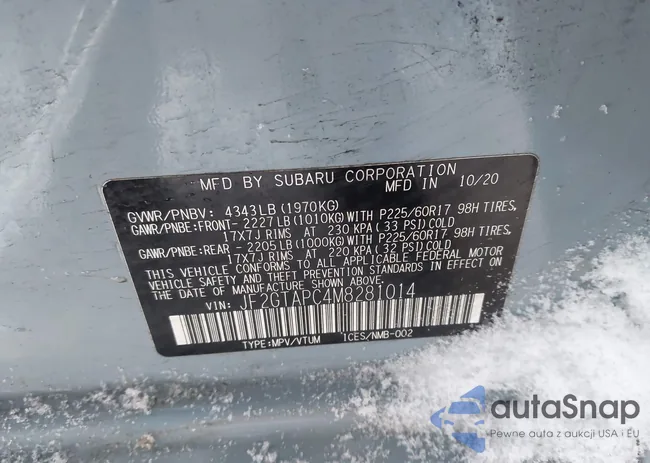 MFD BY SUBARU CORPORATION
MFD IN 10/20
GVWR/PNBV: 4343LB(1970KG)
GAWR/PNBE:FRONT- 2227LB(1010KG)WITH P225/60R17 98H TIRES,
17X7J RIMS AT 230 KPA(33 PSI)COLD
GAWR/PNBE:REAR - 2205LB(1000KG)WITH P225/60R17 98H TIRES,
17X7J RIMS AT 220 KPA(32 PSI)COLD
THIS VEHICLE CONFORMS TO ALL APPLICABLE FEDERAL MOTOR
VEHICLE SAFETY, BUMPER, AND THEFT PREVENTION STANDARDS IN EFFECT ON
THE DATE OF MANUFACTURE SHOWN ABOVE.
VIN: JF2GTAPC4M8281014
TYPE:MPV/VTUM ICES/NMB-002
autaSnap
Pewne auta z aukcji USA i EU